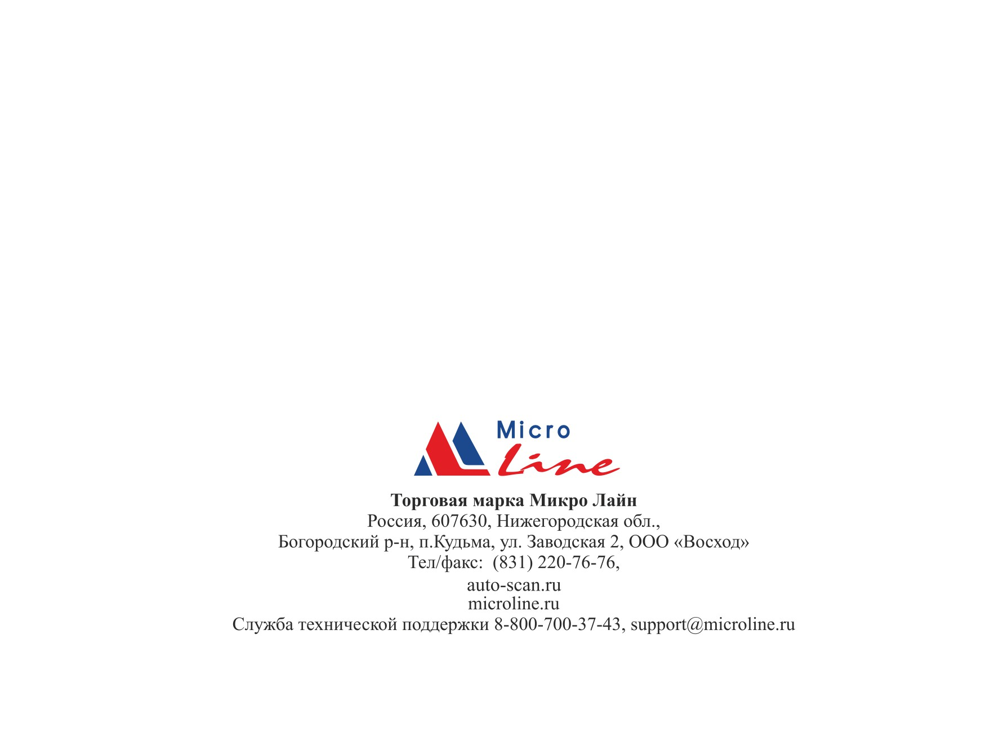 Micro
Line
Торговая марка Микро Лайн
Россия, 607630, Нижегородская обл.,
Богородский р-н, п.Кудьма, ул. Заводская 2, ООО «Восход»
Тел/факс:  (831) 220-76-76,
auto-scan.ru
microline.ru
Служба технической поддержки 8-800-700-37-43, support@microline.ru